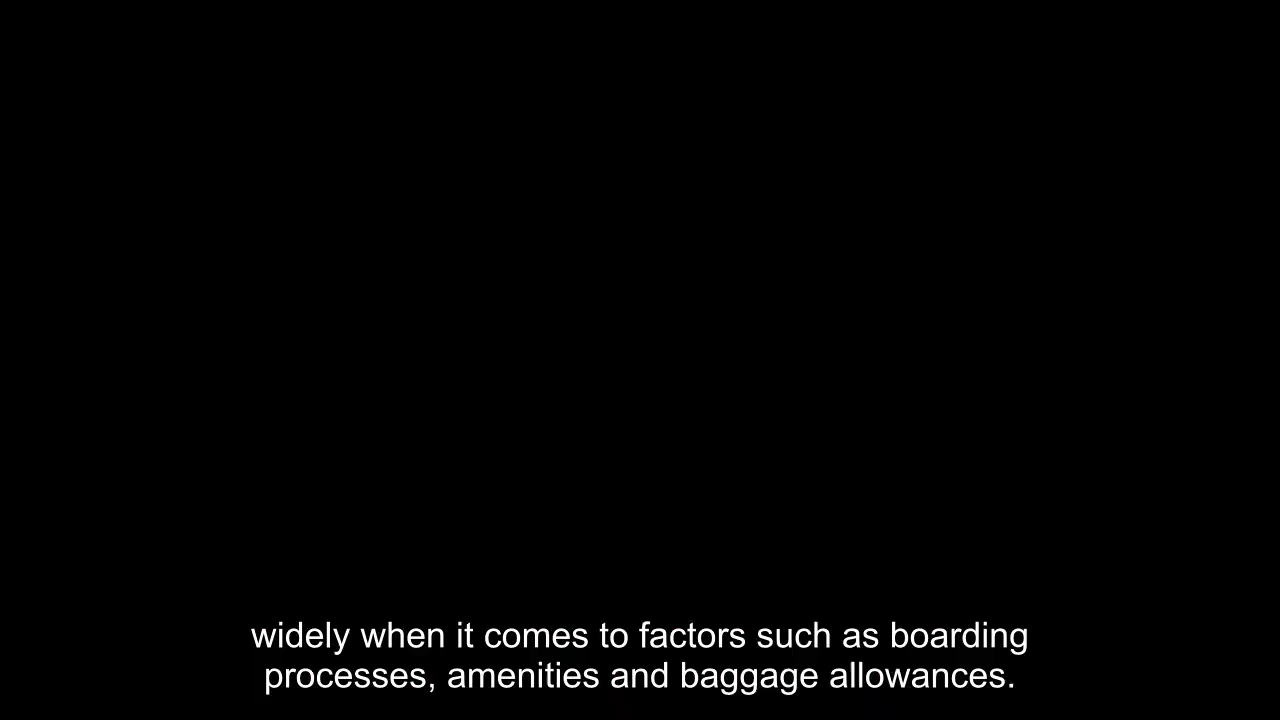 widely when it comes to factors such as boarding
processes, amenities and baggage allowances.